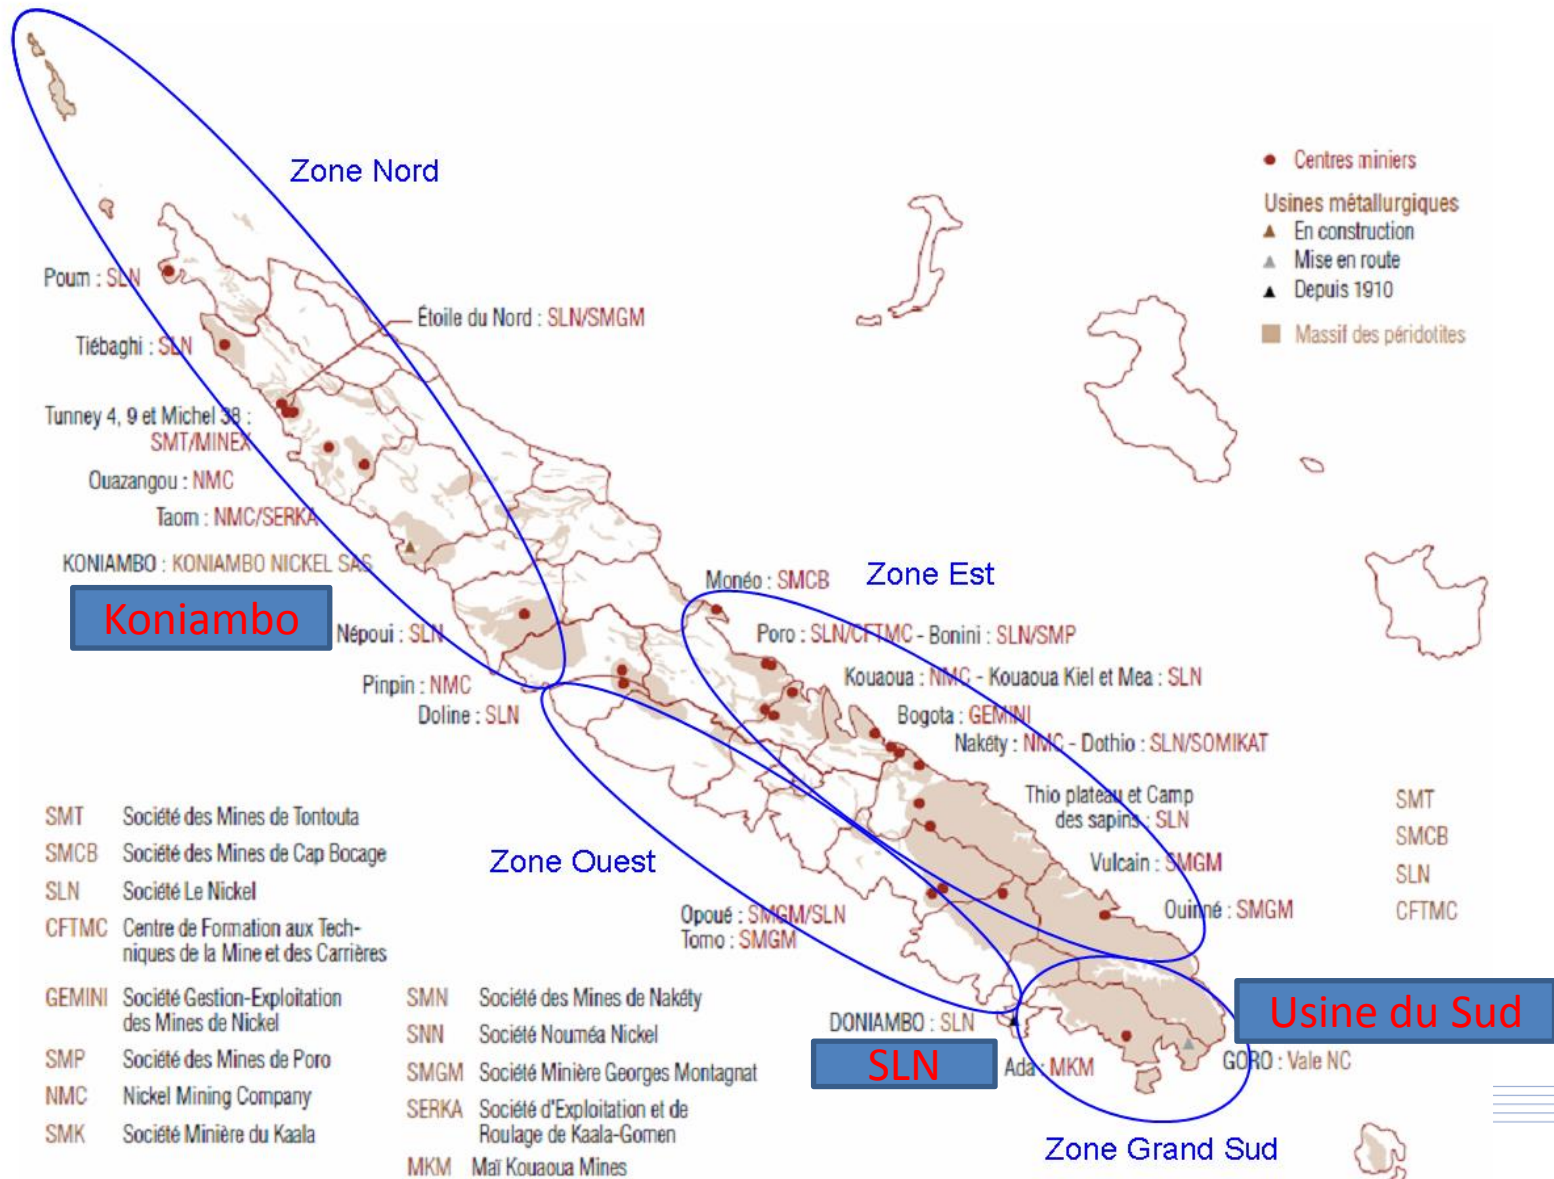 Zone Nord
Centres miniers
Usines métallurgiques
En construction
Mise en route
Depuis 1910
Massif des péridotites
Poum : SLN
Étoile du Nord : SLN/SMGM
Tiébaghi : SLN
Tunney 4, 9 et Michel 38 :
SMT/MINEX
Ouazangou : NMC
Taom : NMC/SERKA
KONIAMBO : KONIAMBO NICKEL SAS
Koniambo
Népoui : SLN
Pinpin : NMC
Doline : SLN
Zone Est
Monéo : SMCB
Poro : SLN/CFTMC - Bonini : SLN/SMP
Kouaoua : NMC - Kouaoua Kiel et Mea : SLN
Bogota : GEMINI
Nakéty : NMC - Dothio : SLN/SOMIKAT
Thio plateau et Camp
des sapins : SLN
Vulcain : SMGM
Ouinné : SMGM
Zone Ouest
Opoué : SMGM/SLN
Tomo : SMGM
DONIAMBO : SLN
SLN
Ada : MKM
Usine du Sud
GORO : Vale NC
Zone Grand Sud
SMT Société des Mines de Tontouta
SMCB Société des Mines de Cap Bocage
SLN Société Le Nickel
CFTMC Centre de Formation aux Tech-
niques de la Mine et des Carrières
GEMINI Société Gestion-Exploitation
des Mines de Nickel
SMP Société des Mines de Poro
NMC Nickel Mining Company
SMK Société Minière du Kaala
SMN Société des Mines de Nakéty
SNN Société Nouméa Nickel
SMGM Société Minière Georges Montagnat
SERKA Société d'Exploitation et de
Roulage de Kaala-Gomen
MKM Maï Kouaoua Mines
SMT
SMCB
SLN
CFTMC